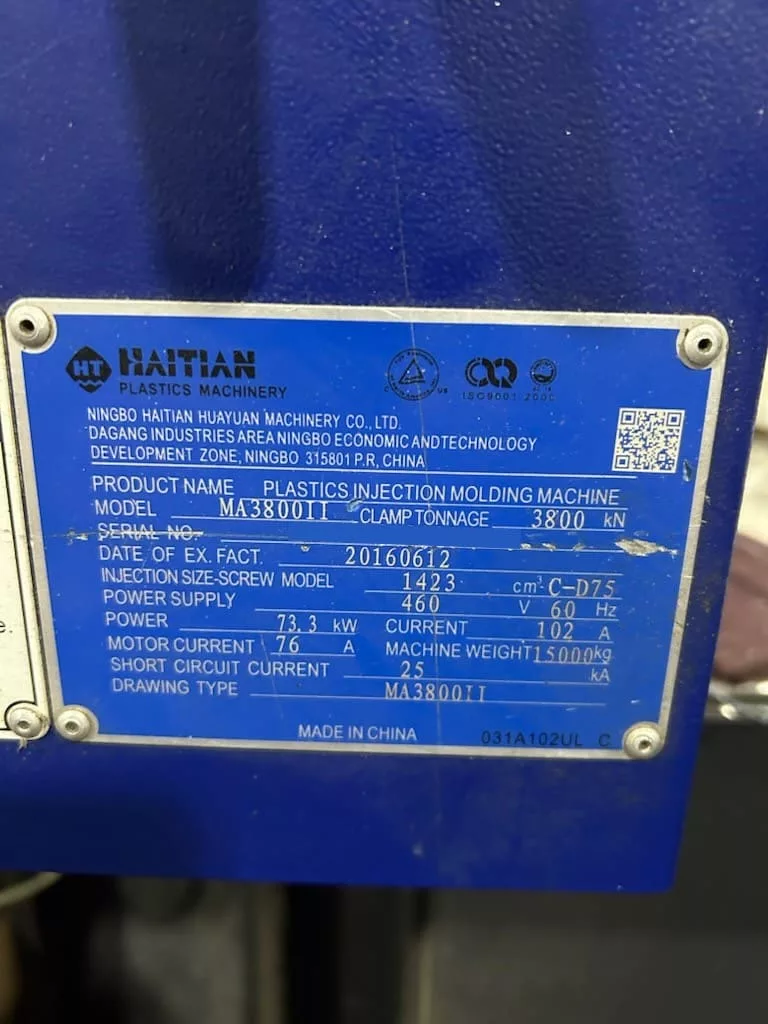 HT HAITIAN
PLASTICS MACHINERY
ISO9001:2000
NINGBO HAITIAN HUAYUAN MACHINERY CO., LTD.
DAGANG INDUSTRIES AREA NINGBO ECONOMIC ANDTECHNOLOGY
DEVELOPMENT ZONE, NINGBO 315801 P.R, CHINA
PRODUCT NAME PLASTICS INJECTION MOLDING MACHINE
MODEL MA3800II CLAMP TONNAGE 3800 kN
SERIAL NO.
DATE OF EX. FACT. 20160612
INJECTION SIZE-SCREW MODEL 1423 cm³ C-D75
POWER SUPPLY 460 V 60 Hz
POWER 73.3 kW CURRENT 102 A
MOTOR CURRENT 76 A MACHINE WEIGHT 15000kg
SHORT CIRCUIT CURRENT 25 kA
DRAWING TYPE MA3800II
MADE IN CHINA 031A102UL C
e.